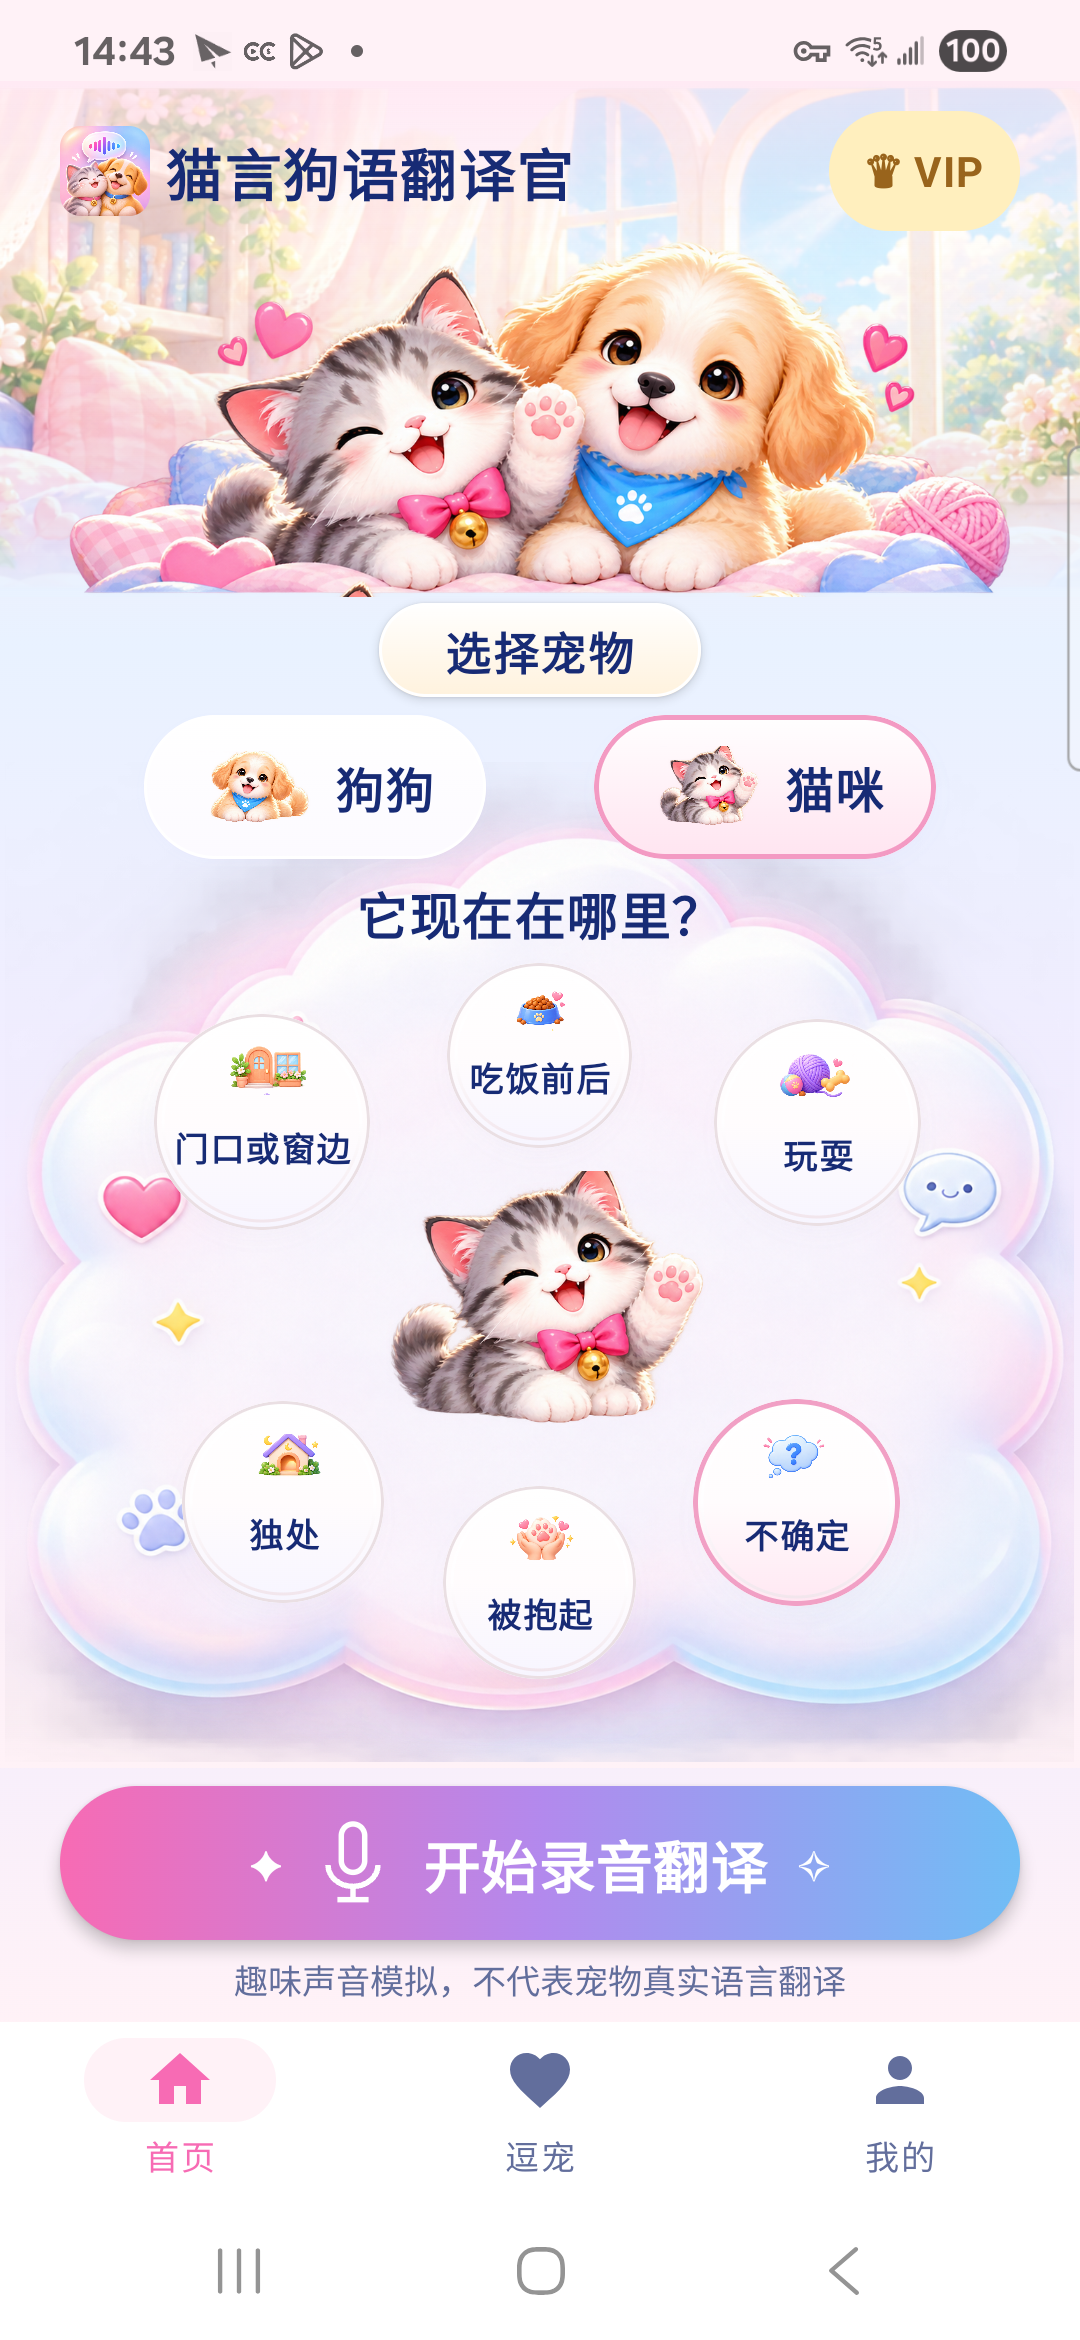 14:43
CC
5
100
猫言狗语翻译官
VIP
选择宠物
狗狗
猫咪
它现在在哪里？
吃饭前后
门口或窗边
玩耍
独处
?
不确定
被抱起
开始录音翻译
趣味声音模拟，不代表宠物真实语言翻译
首页
逗宠
我的